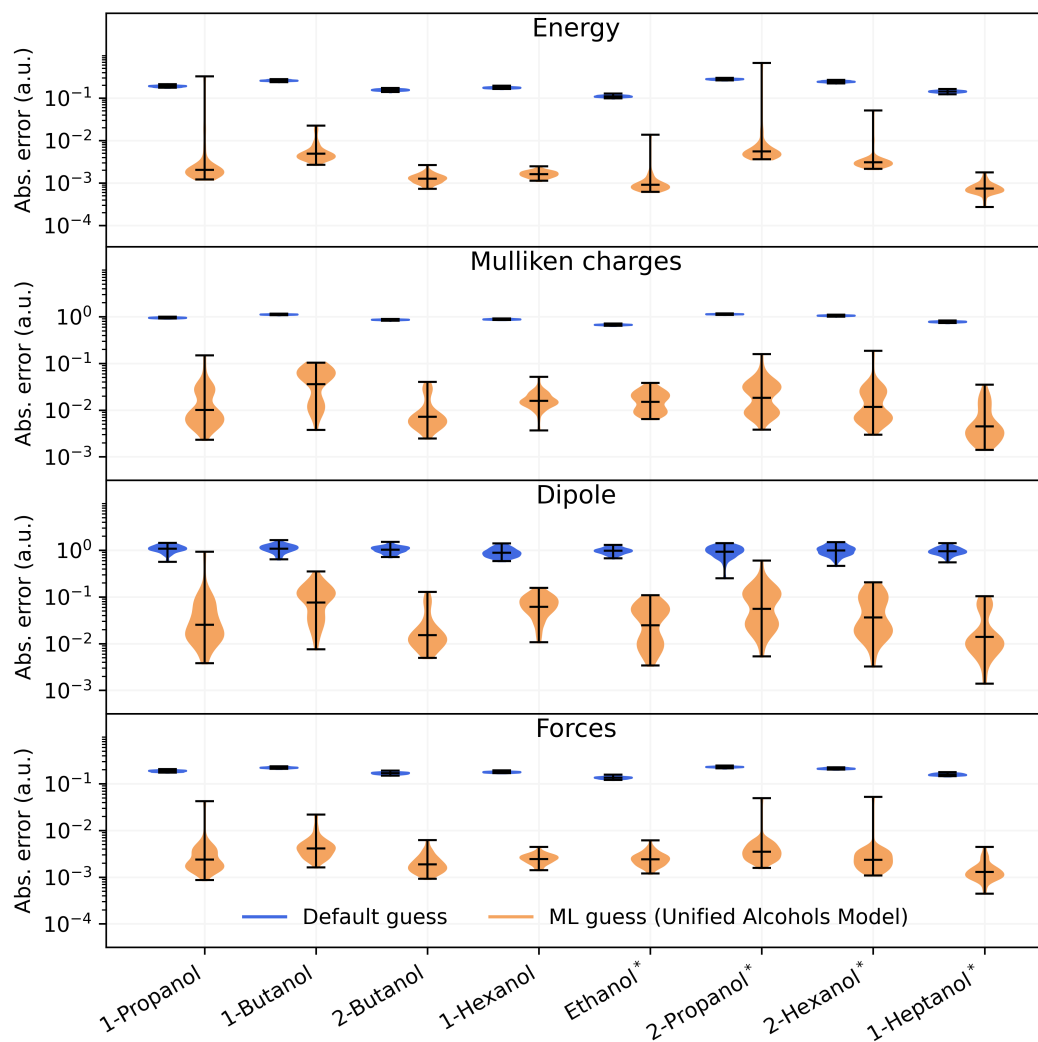 Energy
Abs. error (a.u.)
10⁻¹
10⁻²
10⁻³
10⁻⁴
Mulliken charges
Abs. error (a.u.)
10⁰
10⁻¹
10⁻²
10⁻³
Dipole
Abs. error (a.u.)
10⁰
10⁻¹
10⁻²
10⁻³
Forces
Abs. error (a.u.)
10⁻¹
10⁻²
10⁻³
10⁻⁴
Default guess
ML guess (Unified Alcohols Model)
1-Propanol
1-Butanol
2-Butanol
1-Hexanol
Ethanol*
2-Propanol*
2-Hexanol*
1-Heptanol*